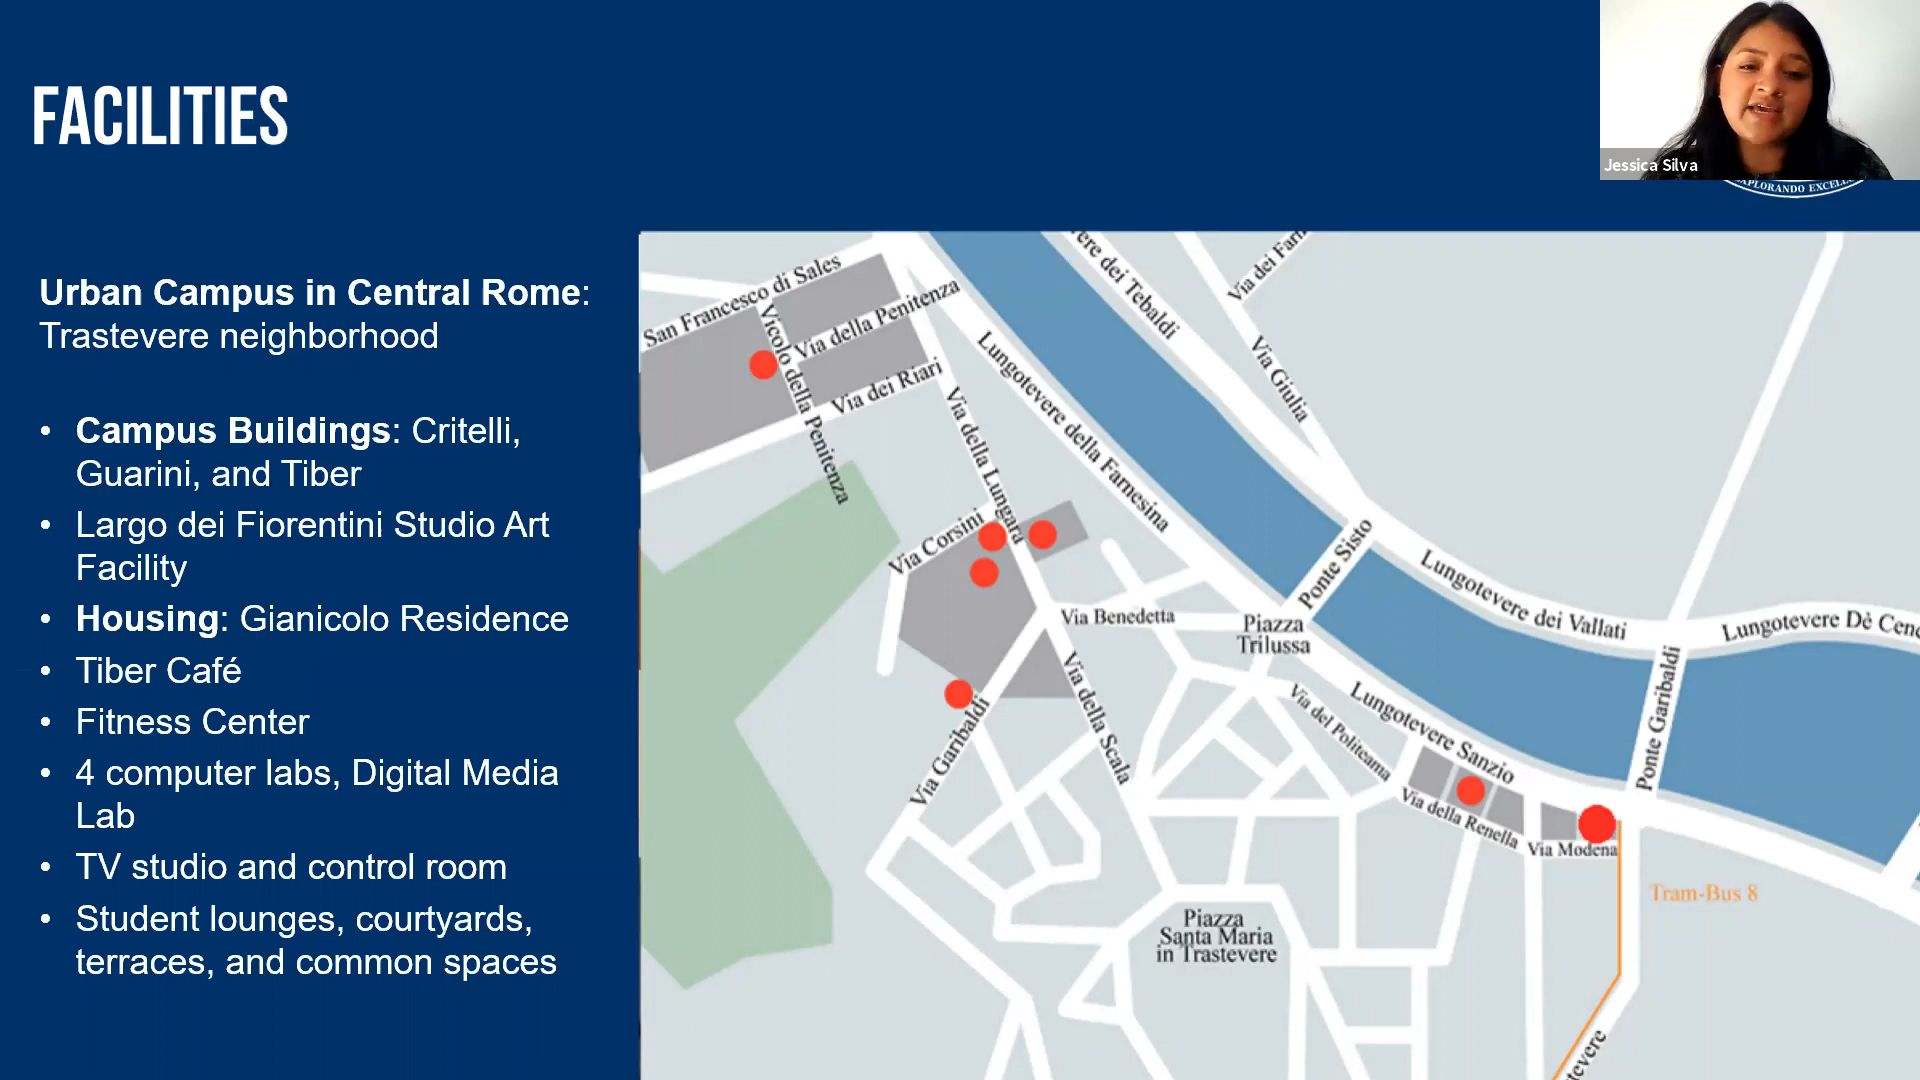 FACILITIES
Jessica Silva
Urban Campus in Central Rome:
Trastevere neighborhood
• Campus Buildings: Critelli,
Guarini, and Tiber
• Largo dei Fiorentini Studio Art
Facility
• Housing: Gianicolo Residence
• Tiber Café
• Fitness Center
• 4 computer labs, Digital Media
Lab
• TV studio and control room
• Student lounges, courtyards,
terraces, and common spaces
San Francesco di Sales
Vicolo della Penitenza
Via della Penitenza
Via dei Riari
Via della Lungara
Lungotevere della Farnesina
dei Tebaldi
Via dei
Via Giulia
Via Corsini
Via Benedetta
Piazza
Trilussa
Ponte Sisto
Lungotevere dei Vallati
Lungotevere Dè
Via della Scala
Via Garibaldi
Via del Politeama
Lungotevere Sanzio
Via della Renella
Via Modena
Ponte Garibaldi
Tram-Bus 8
Piazza
Santa Maria
in Trastevere